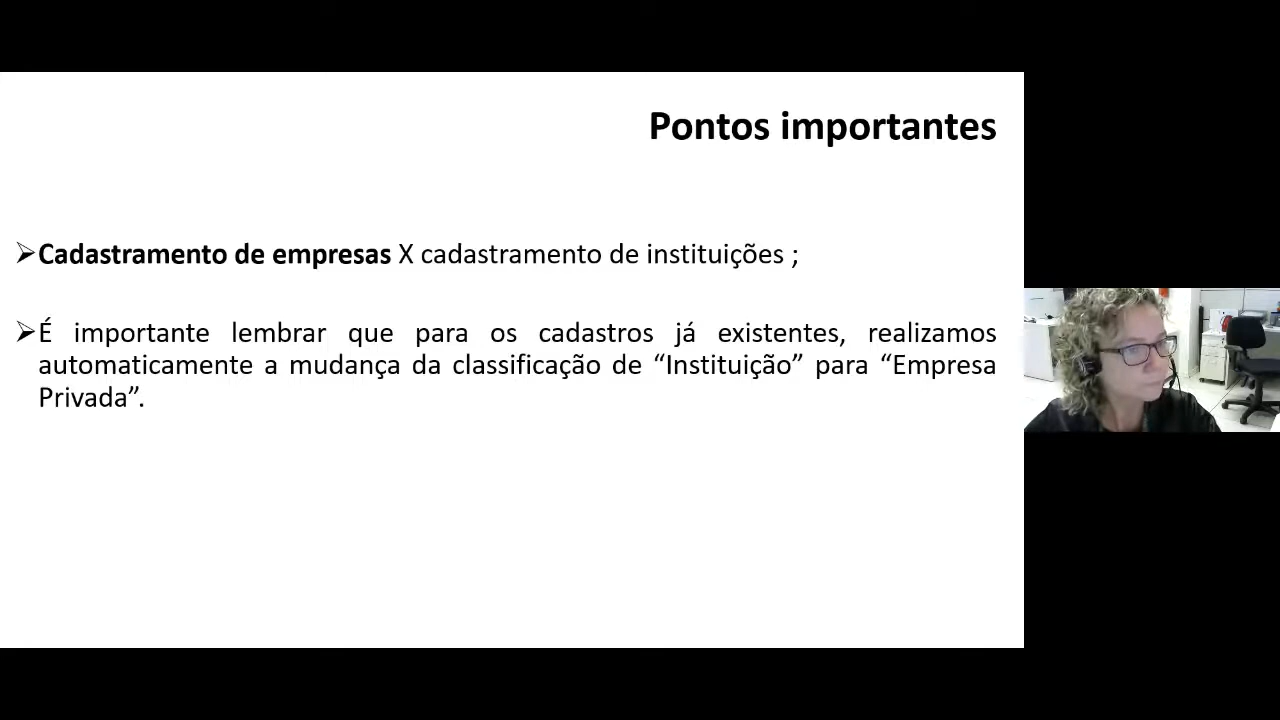 Pontos importantes
➢Cadastramento de empresas X cadastramento de instituições ;
➢É importante lembrar que para os cadastros já existentes, realizamos
automaticamente a mudança da classificação de “Instituição” para “Empresa
Privada”.